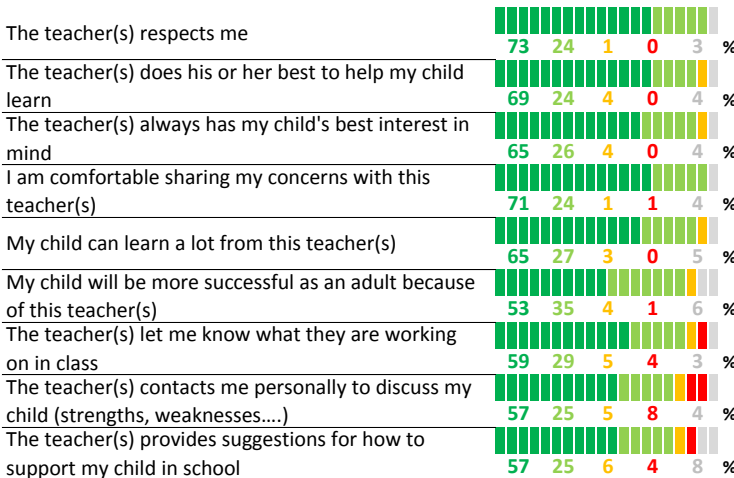 The teacher(s) respects me
73 24 1 0 3 %
The teacher(s) does his or her best to help my child
learn
69 24 4 0 4 %
The teacher(s) always has my child's best interest in
mind
65 26 4 0 4 %
I am comfortable sharing my concerns with this
teacher(s)
71 24 1 1 4 %
My child can learn a lot from this teacher(s)
65 27 3 0 5 %
My child will be more successful as an adult because
of this teacher(s)
53 35 4 1 6 %
The teacher(s) let me know what they are working
on in class
59 29 5 4 3 %
The teacher(s) contacts me personally to discuss my
child (strengths, weaknesses....)
57 25 5 8 4 %
The teacher(s) provides suggestions for how to
support my child in school
57 25 6 4 8 %